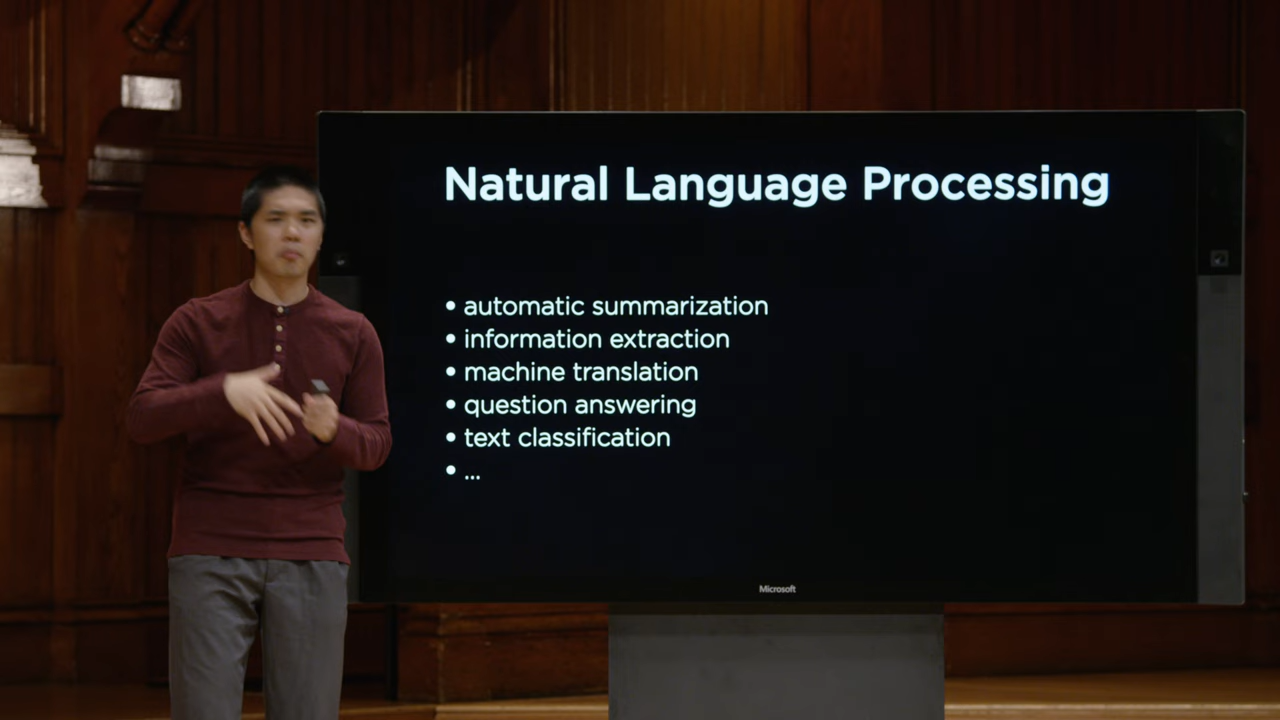 Natural Language Processing
• automatic summarization
• information extraction
• machine translation
• question answering
• text classification
• ...
Microsoft